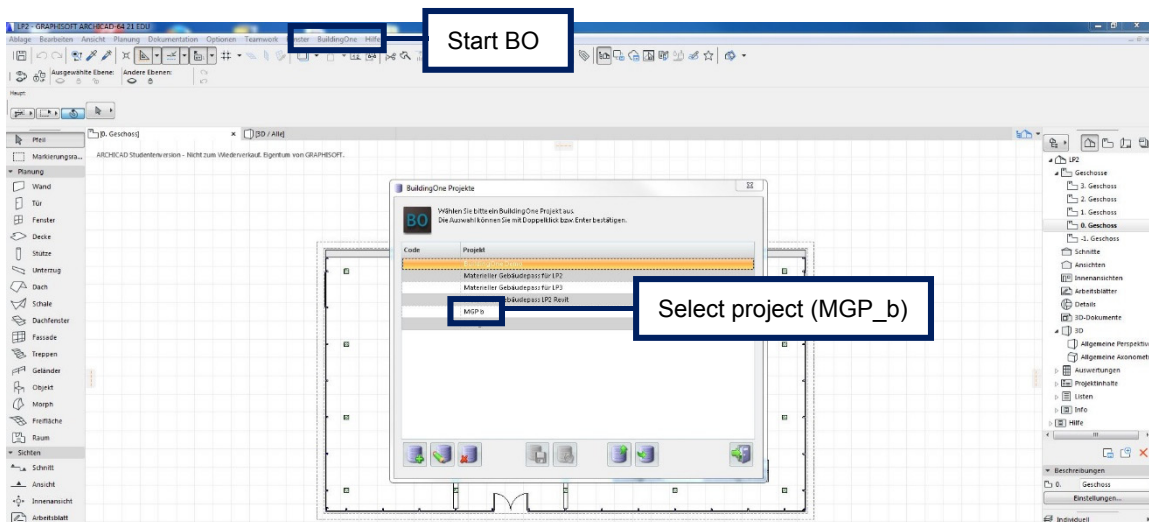 LP2 - GRAPHISOFT ARCHICAD-64 21 EDU
Ablage Bearbeiten Ansicht Planung Dokumentation Optionen Teamwork Fenster BuildingOne Hilfe
Start BO
Ausgewählte Ebene: Andere Ebenen:
Haupt:
Pfeil
Markierungsra...
Planung
Wand
Tür
Fenster
Decke
Stütze
Unterzug
Dach
Schale
Dachfenster
Fassade
Treppen
Geländer
Objekt
Morph
Freifläche
Raum
Sichten
Schnitt
Ansicht
Innenansicht
Arbeitsblatt
[0. Geschoss]
[3D / Alle]
ARCHICAD Studentenversion - Nicht zum Wiederverkauf. Eigentum von GRAPHISOFT.
BuildingOne Projekte
BO
Wählen Sie bitte ein BuildingOne Projekt aus.
Die Auswahl können Sie mit Doppelklick bzw. Enter bestätigen.
Code Projekt
Materieller Gebäudepass für LP2
Materieller Gebäudepass für LP3
Gebäudepass LP2 Revit
MGP b
Select project (MGP_b)
LP2
Geschosse
3. Geschoss
2. Geschoss
1. Geschoss
0. Geschoss
-1. Geschoss
Schnitte
Ansichten
Innenansichten
Arbeitsblätter
Details
3D-Dokumente
3D
Allgemeine Perspektiv
Allgemeine Axonomet
Auswertungen
Projektinhalte
Listen
Info
Hilfe
Beschreibungen
0. Geschoss
Einstellungen...
Individuell